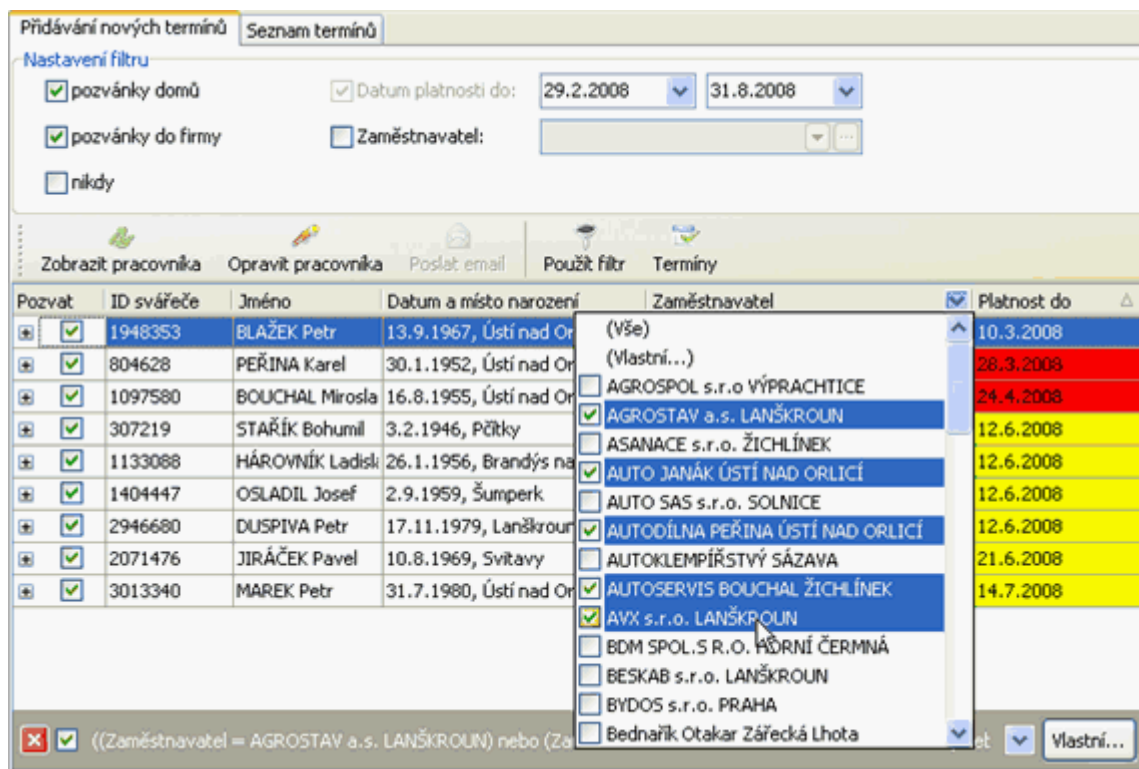 Přidávání nových termínů Seznam termínů
Nastavení filtru
pozvánky domů Datum platnosti do: 29.2.2008 31.8.2008
pozvánky do firmy Zaměstnavatel:
nikdy
Zobrazit pracovníka Opravit pracovníka Poslat email Použít filtr Termíny
Pozvat ID svářeče Jméno Datum a místo narození Zaměstnavatel Platnost do
1948353 BLAŽEK Petr 13.9.1967, Ústí nad Or (Vše) 10.3.2008
804628 PEŘINA Karel 30.1.1952, Ústí nad Or (Vlastní...) 28.3.2008
AGROSPOL s.r.o VÝPRACHTICE
1097580 BOUCHAL Mirosla 16.8.1955, Ústí nad Or AGROSTAV a.s. LANŠKROUN 24.4.2008
307219 STAŘÍK Bohumil 3.2.1946, Pčítky ASANACE s.r.o. ŽICHLÍNEK 12.6.2008
1133088 HÁROVNÍK Ladisl 26.1.1956, Brandýs na AUTO JANÁK ÚSTÍ NAD ORLICÍ 12.6.2008
1404447 OSLADIL Josef 2.9.1959, Šumperk AUTO SAS s.r.o. SOLNICE 12.6.2008
2946680 DUSPIVA Petr 17.11.1979, Lanškroun AUTODÍLNA PEŘINA ÚSTÍ NAD ORLICÍ 12.6.2008
2071476 JIRÁČEK Pavel 10.8.1969, Svitavy AUTOKLEMPÍŘSTVÝ SÁZAVA 21.6.2008
3013340 MAREK Petr 31.7.1980, Ústí nad Or AUTOSERVIS BOUCHAL ŽICHLÍNEK 14.7.2008
AVX s.r.o. LANŠKROUN
BDM SPOL.S R.O. HORNÍ ČERMNÁ
BESKAB s.r.o. LANŠKROUN
BYDOS s.r.o. PRAHA
Bednařík Otakar Zářecká Lhota
((Zaměstnavatel = AGROSTAV a.s. LANŠKROUN) nebo (Za et Vlastní...